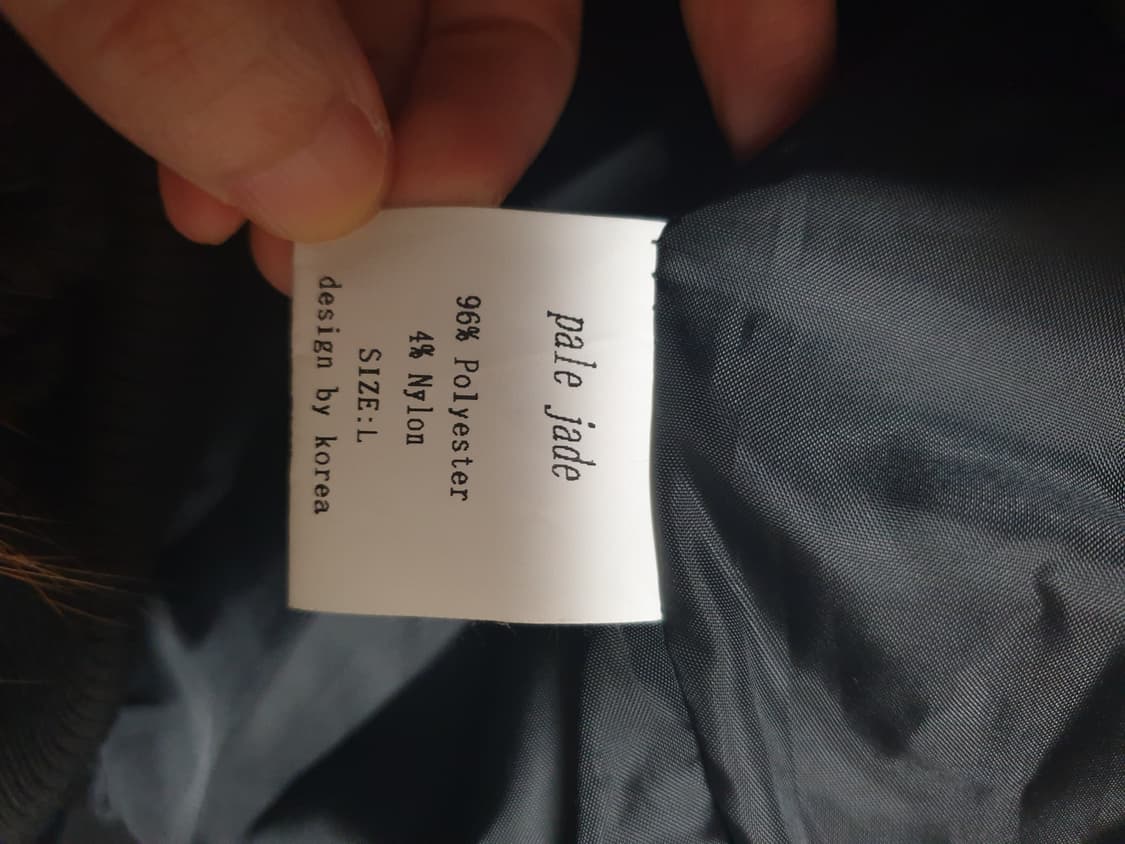 pale jade
96% Polyester
4% Nylon
SIZE:L
design by korea